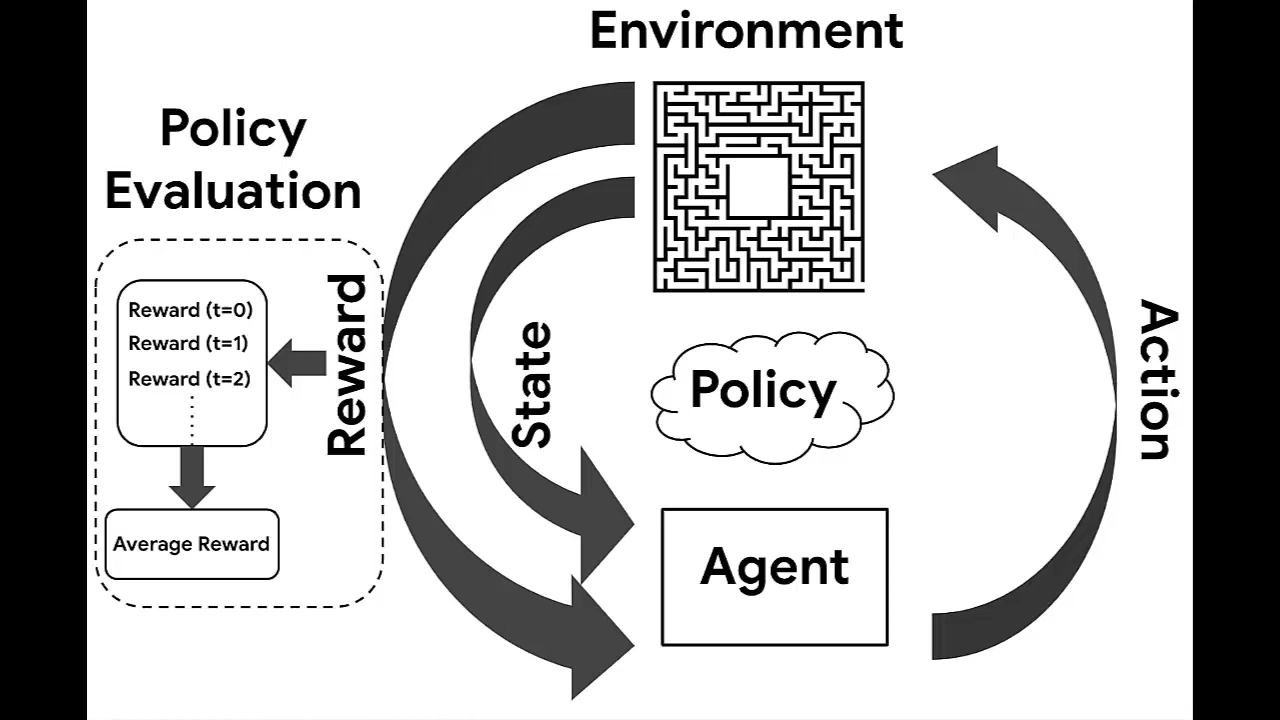 Environment
Policy
Evaluation
Reward (t=0)
Reward (t=1)
Reward (t=2)
Average Reward
Reward
State
Policy
Agent
Action